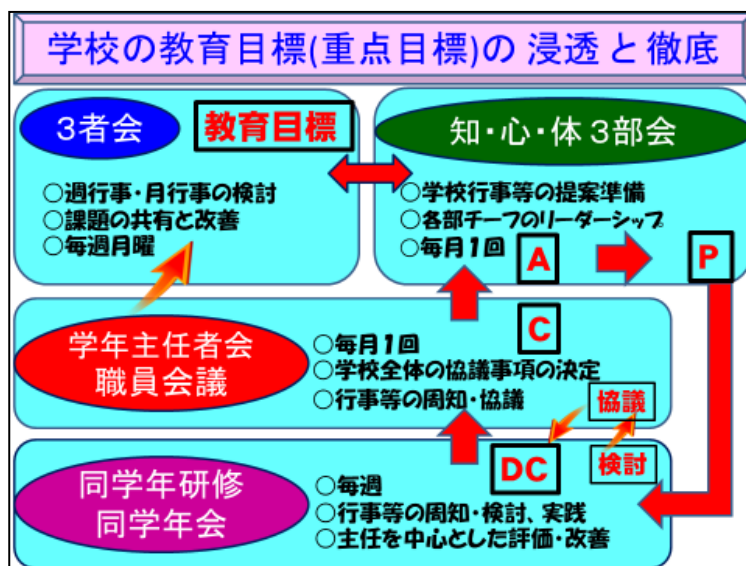 学校の教育目標(重点目標)の 浸透 と 徹底
3者会
教育目標
○週行事・月行事の検討
○課題の共有と改善
○毎週月曜
知・心・体 3部会
○学校行事等の提案準備
○各部チーフのリーダーシップ
○毎月1回
A
P
学年主任者会
職員会議
C
○毎月1回
○学校全体の協議事項の決定
○行事等の周知・協議
協議
同学年研修
同学年会
DC
検討
○毎週
○行事等の周知・検討、実践
○主任を中心とした評価・改善